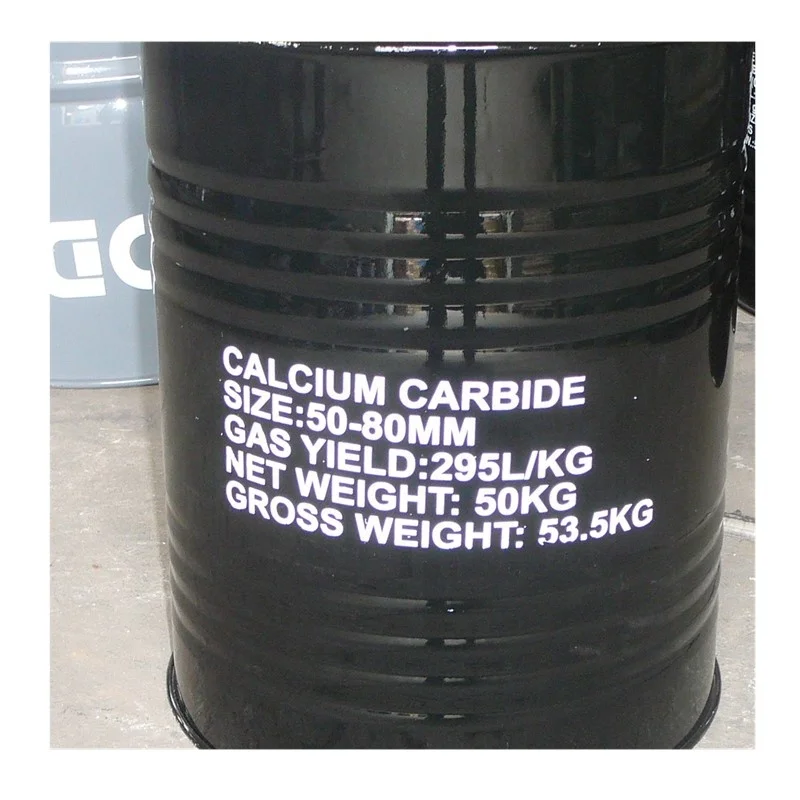 CALCIUM CARBIDE
SIZE:50-80MM
GAS YIELD:295L/KG
NET WEIGHT: 50KG
GROSS WEIGHT: 53.5KG